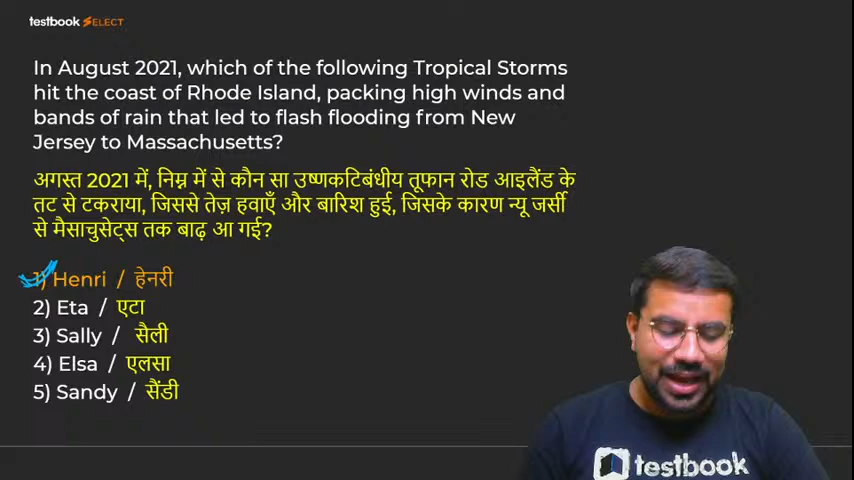 testbook SELECT
In August 2021, which of the following Tropical Storms
hit the coast of Rhode Island, packing high winds and
bands of rain that led to flash flooding from New
Jersey to Massachusetts?
अगस्त 2021 में, निम्न में से कौन सा उष्णकटिबंधीय तूफान रोड आइलैंड के
तट से टकराया, जिससे तेज़ हवाएँ और बारिश हुई, जिसके कारण न्यू जर्सी
से मैसाचुसेट्स तक बाढ़ आ गई?
1) Henri / हेनरी
2) Eta / एटा
3) Sally / सैली
4) Elsa / एलसा
5) Sandy / सैंडी
testbook